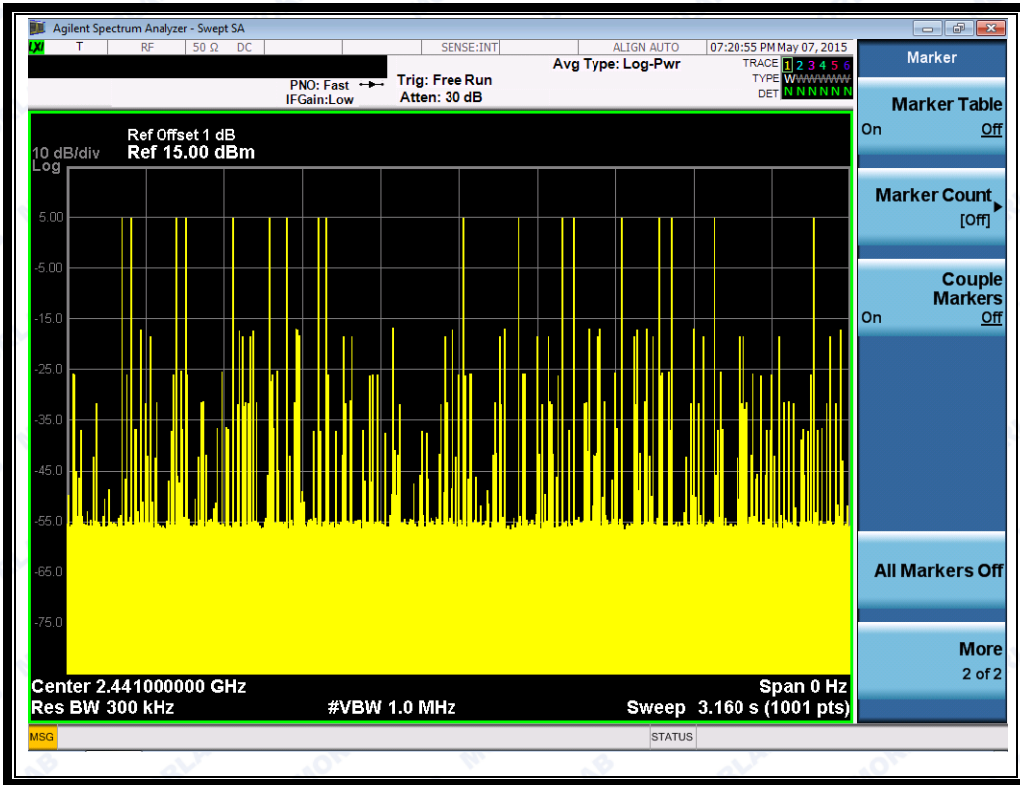 Agilent Spectrum Analyzer - Swept SA
LXI T RF 50 Ω DC SENSE:INT ALIGN AUTO 07:20:55 PM May 07, 2015
Marker
PNO: Fast
IFGain:Low
Trig: Free Run
Atten: 30 dB
Avg Type: Log-Pwr
TRACE 1 2 3 4 5 6
TYPE WWWWWW
DET N N N N N N
Marker Table
On Off
Ref Offset 1 dB
10 dB/div Ref 15.00 dBm
Log
Marker Count
[Off]
5.00
-5.00
-15.0
-25.0
-35.0
-45.0
-55.0
-65.0
-75.0
Couple
Markers
On Off
All Markers Off
More
2 of 2
Center 2.441000000 GHz Span 0 Hz
Res BW 300 kHz #VBW 1.0 MHz Sweep 3.160 s (1001 pts)
MSG STATUS